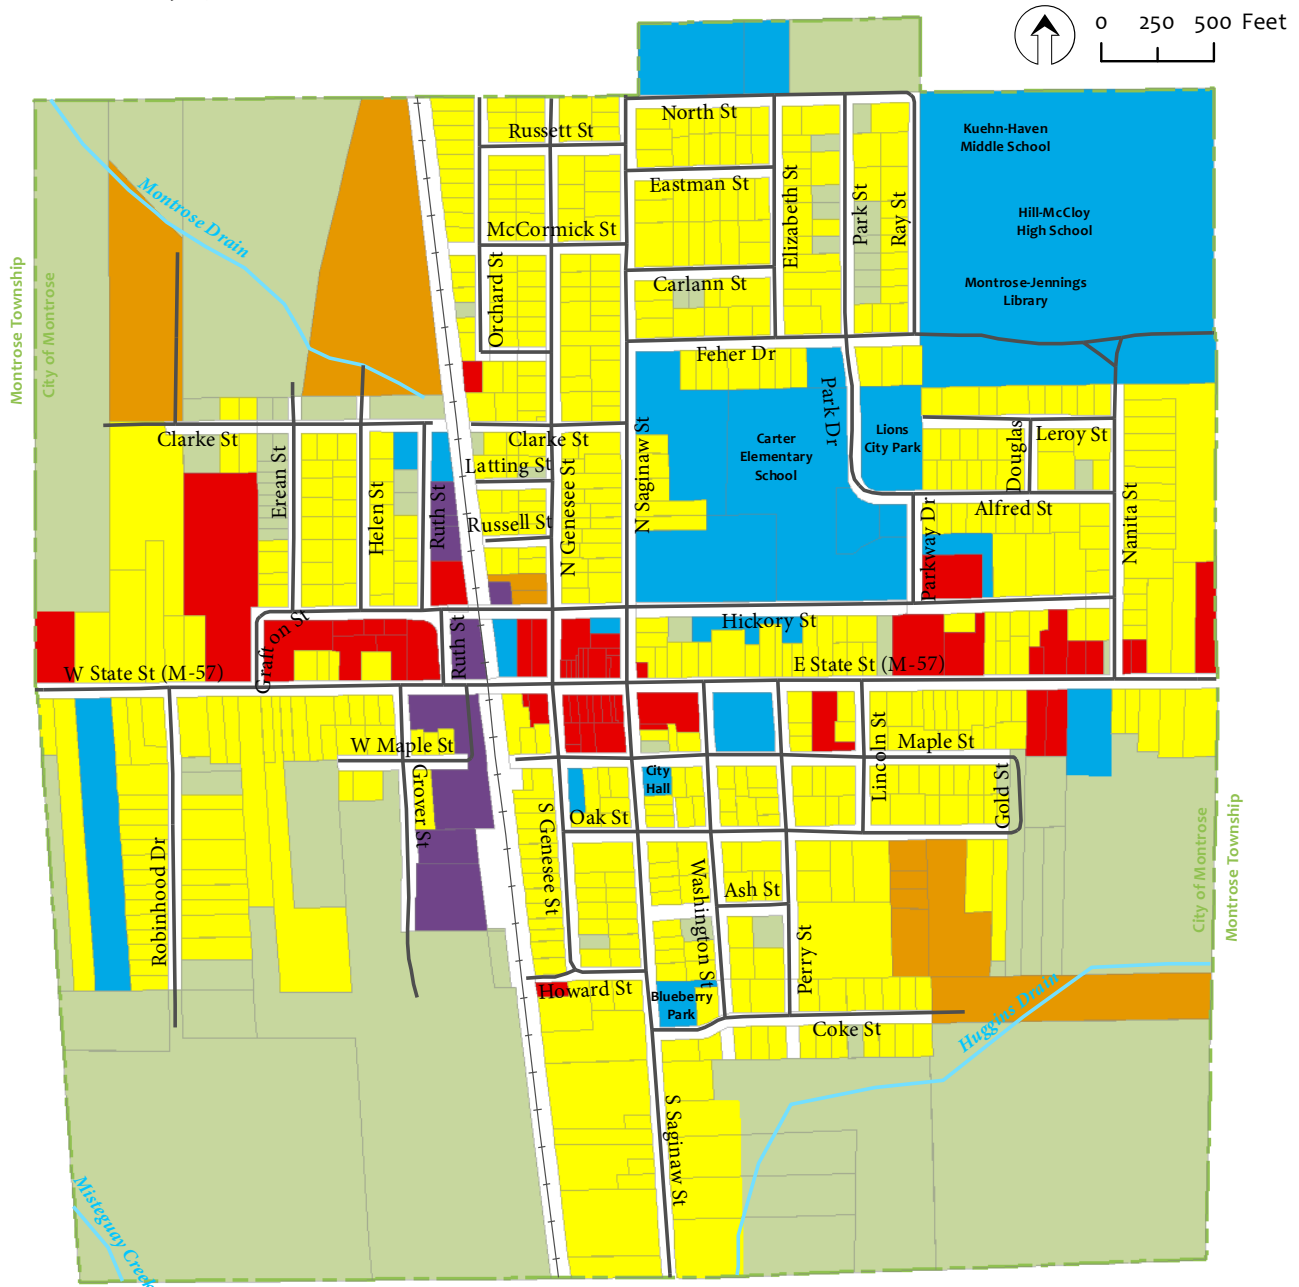 0 250 500 Feet
North St
Russett St
Kuehn-Haven
Middle School
Eastman St
Elizabeth St
Park St
Ray St
Montrose Drain
McCormick St
Hill-McCloy
High School
Orchard St
Carlann St
Montrose-Jennings
Library
Montrose Township
City of Montrose
Feher Dr
Park Dr
Clarke St
Clarke St
Latting St
Erean St
Helen St
Ruth St
Russell St
N Genesee St
N Saginaw St
Carter
Elementary
School
Lions
City Park
Douglas
Leroy St
Alfred St
Parkway Dr
Nanita St
Grafton St
Ruth St
Hickory St
W State St (M-57)
E State St (M-57)
W Maple St
Grover St
Lincoln St
Maple St
City
Hall
Gold St
Oak St
S Genesee St
Robinhood Dr
Washington St
Ash St
Perry St
City of Montrose
Montrose Township
Howard St
Blueberry
Park
Coke St
Huggins Drain
S Saginaw St
Misteguay Creek